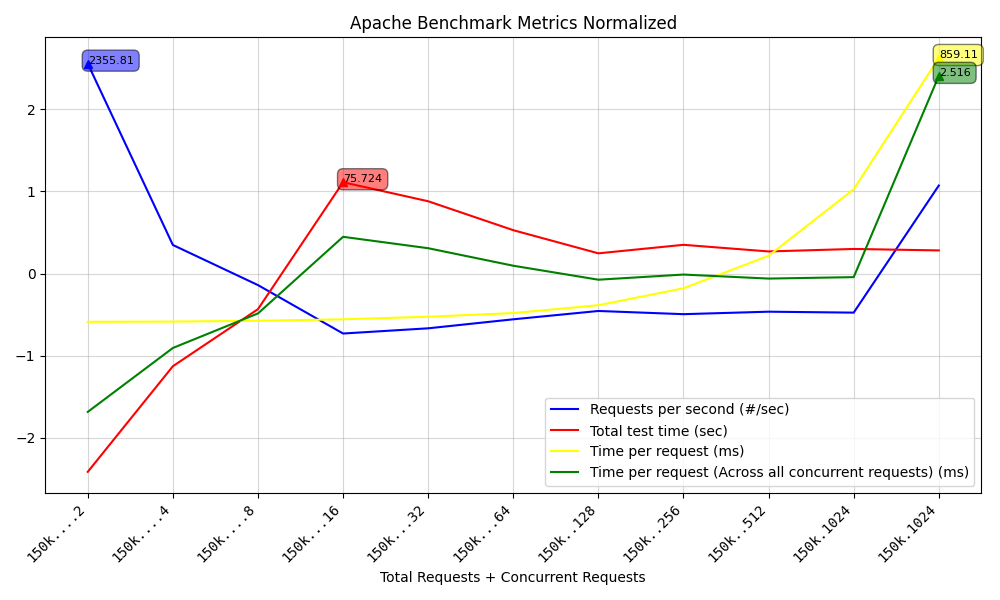 Apache Benchmark Metrics Normalized
2355.81
859.11
2.516
75.724
2
1
0
−1
−2
Requests per second (#/sec)
Total test time (sec)
Time per request (ms)
Time per request (Across all concurrent requests) (ms)
150k....2
150k....4
150k....8
150k...16
150k...32
150k...64
150k..128
150k..256
150k..512
150k.1024
150k.1024
Total Requests + Concurrent Requests